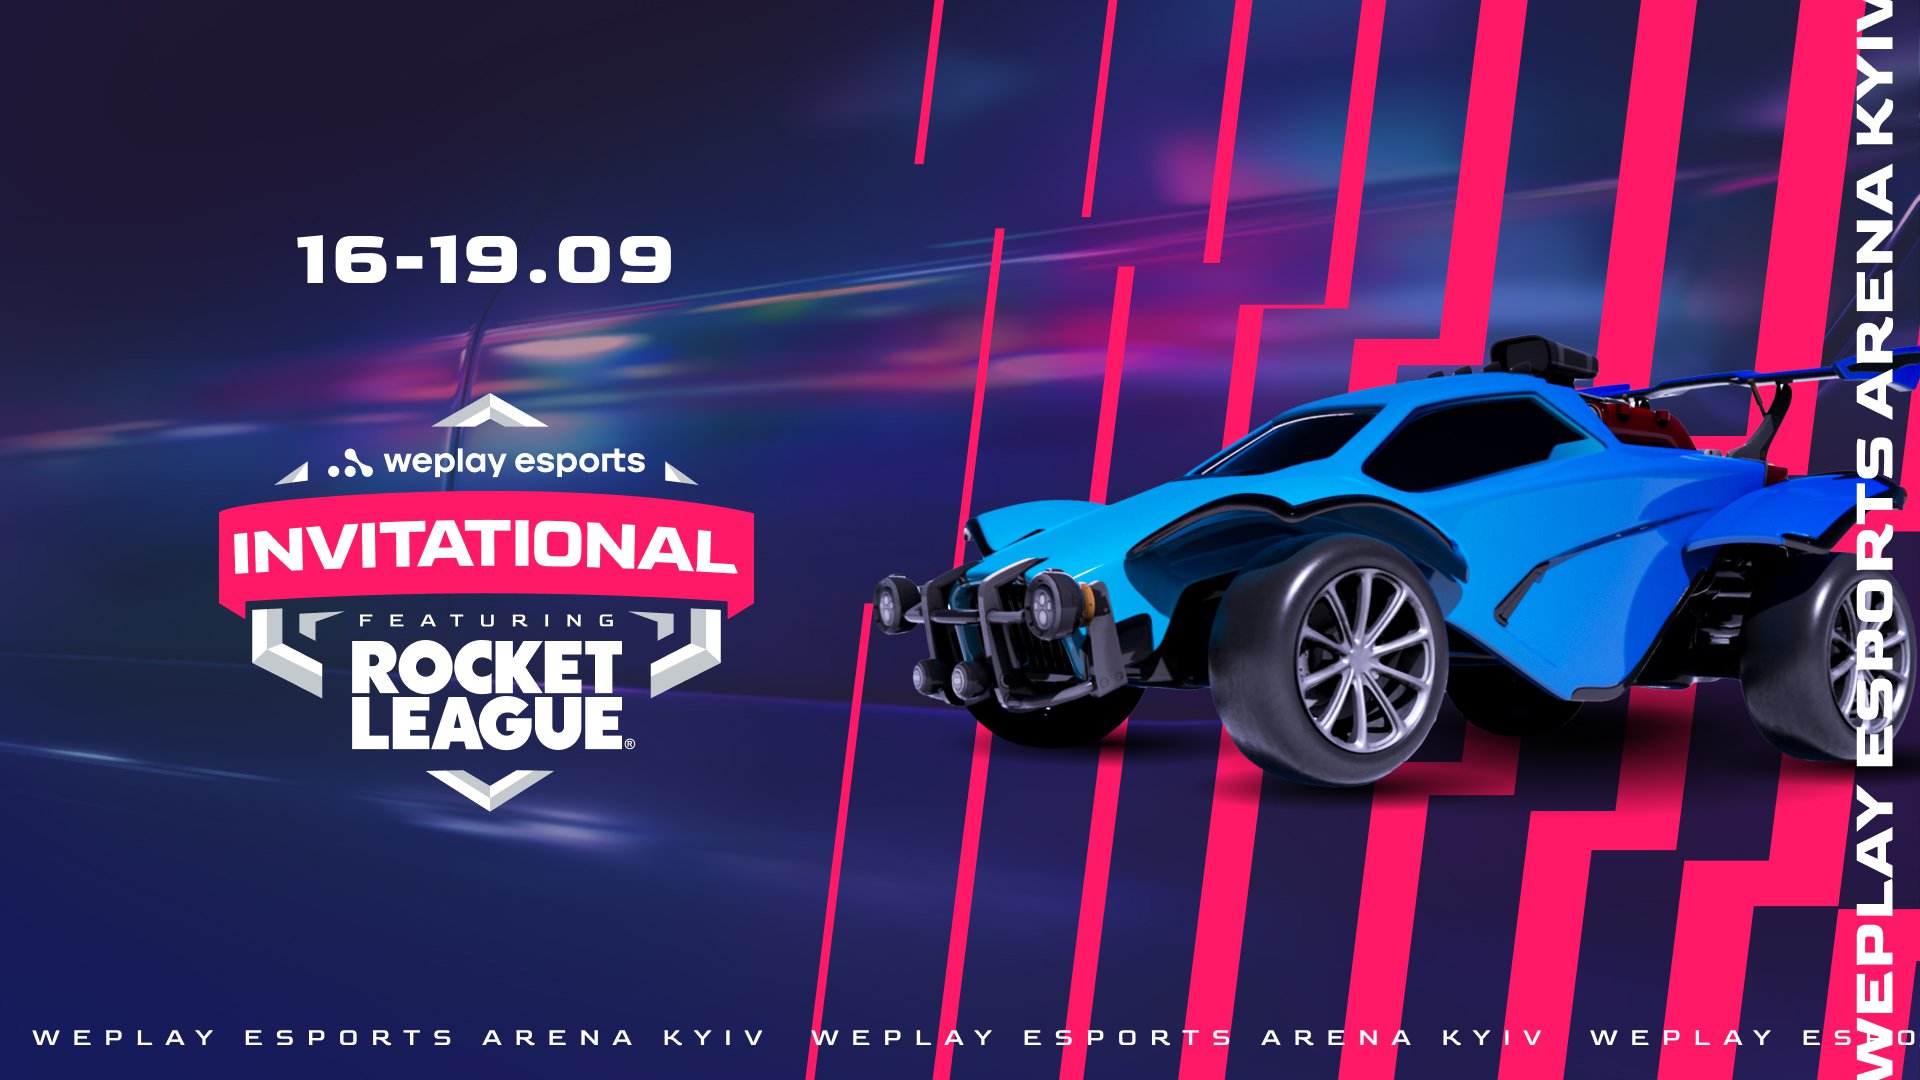 16-19.09
weplay esports
INVITATIONAL
FEATURING
ROCKET
LEAGUE®
WEPLAY ESPORTS ARENA KYIV
WEPLAY ESPORTS ARENA KYIV WEPLAY ESPORTS ARENA KYIV WEPLAY